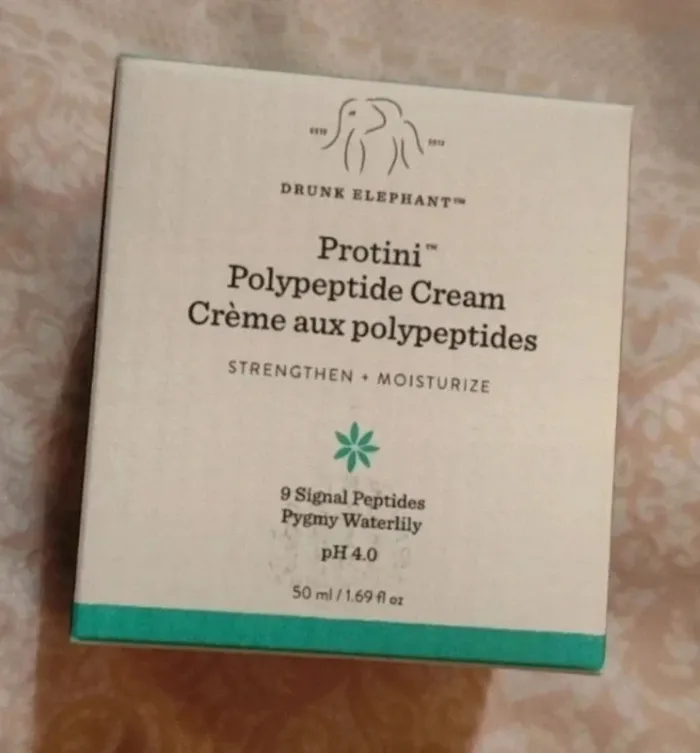 DRUNK ELEPHANT™
Protini™
Polypeptide Cream
Crème aux polypeptides
STRENGTHEN + MOISTURIZE
9 Signal Peptides
Pygmy Waterlily
pH 4.0
50 ml / 1.69 fl oz